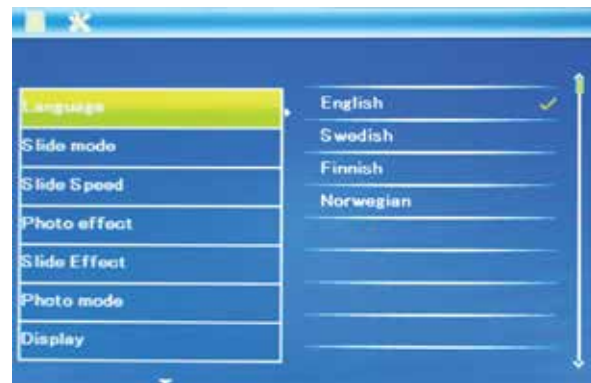 Language
Slide mode
Slide Speed
Photo effect
Slide Effect
Photo mode
Display
English
Swedish
Finnish
Norwegian